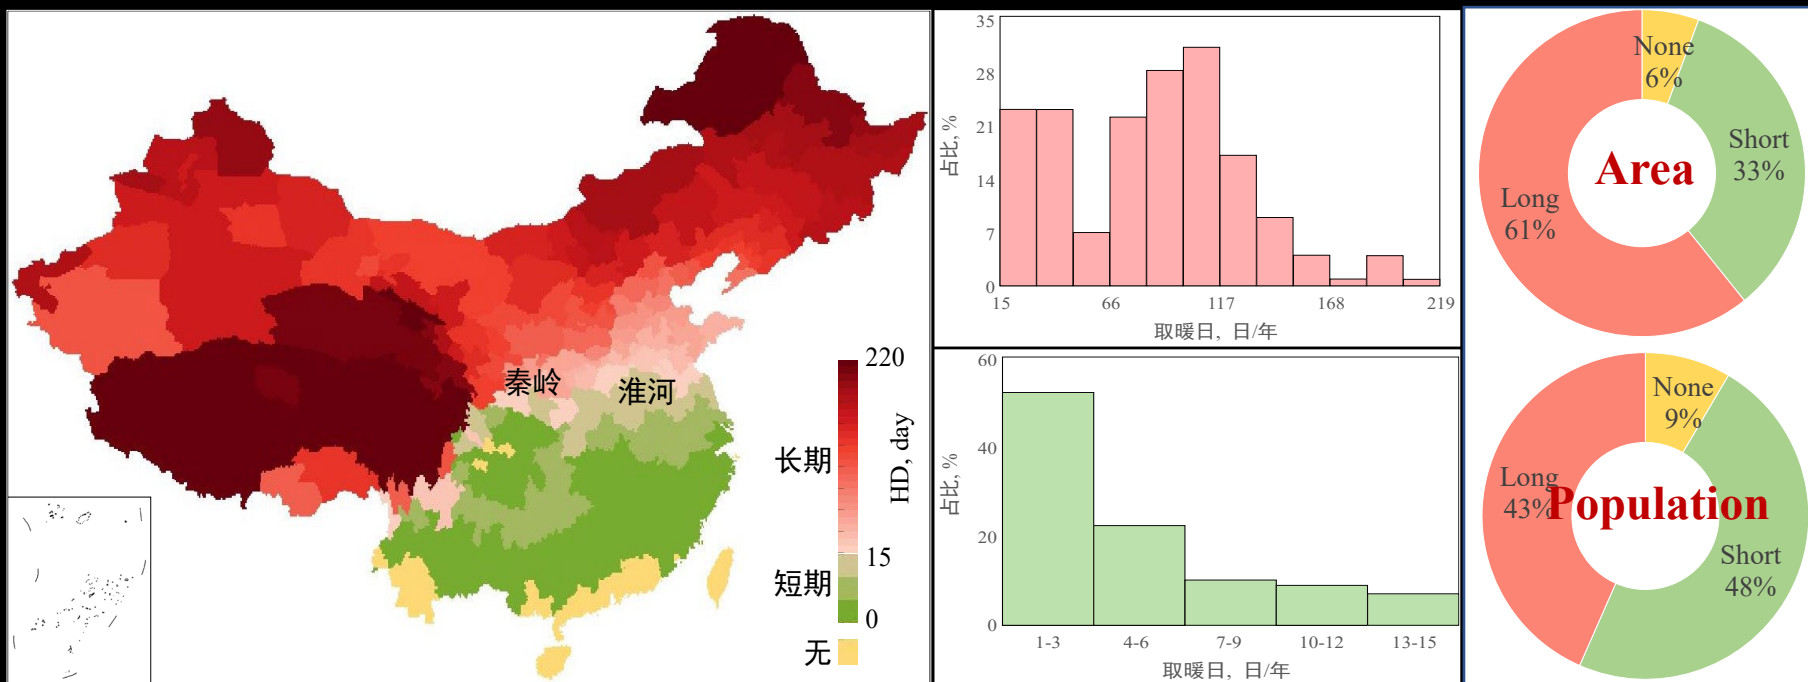 秦岭
淮河
220
长期
HD, day
15
短期
0
无
35
28
21
14
7
0
占比, %
15
66
117
168
219
取暖日, 日/年
60
40
20
0
占比, %
1-3
4-6
7-9
10-12
13-15
取暖日, 日/年
None
6%
Short
33%
Area
Long
61%
None
9%
Long
43%
Population
Short
48%